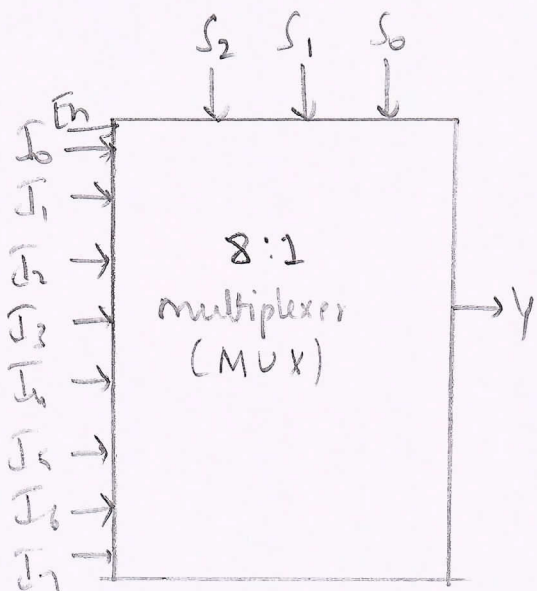 S₂ S₁ S₀
En
I₀
I₁
I₂
I₃
I₄
I₅
I₆
I₇
8:1
multiplexer
(MUX)
Y